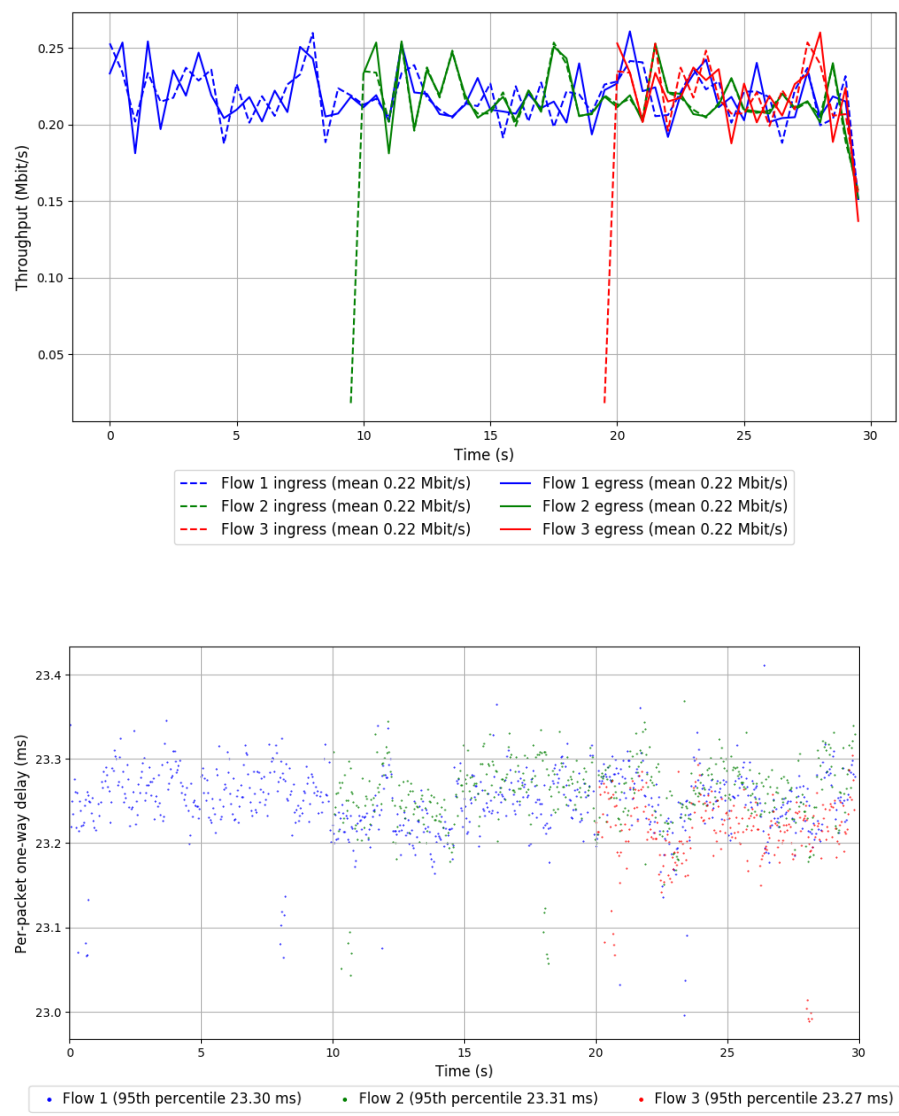 0.25
0.20
0.15
0.10
0.05
Throughput (Mbit/s)
0 5 10 15 20 25 30
Time (s)
Flow 1 ingress (mean 0.22 Mbit/s) Flow 1 egress (mean 0.22 Mbit/s)
Flow 2 ingress (mean 0.22 Mbit/s) Flow 2 egress (mean 0.22 Mbit/s)
Flow 3 ingress (mean 0.22 Mbit/s) Flow 3 egress (mean 0.22 Mbit/s)
23.4
23.3
23.2
23.1
23.0
Per-packet one-way delay (ms)
0 5 10 15 20 25 30
Time (s)
Flow 1 (95th percentile 23.30 ms) Flow 2 (95th percentile 23.31 ms) Flow 3 (95th percentile 23.27 ms)